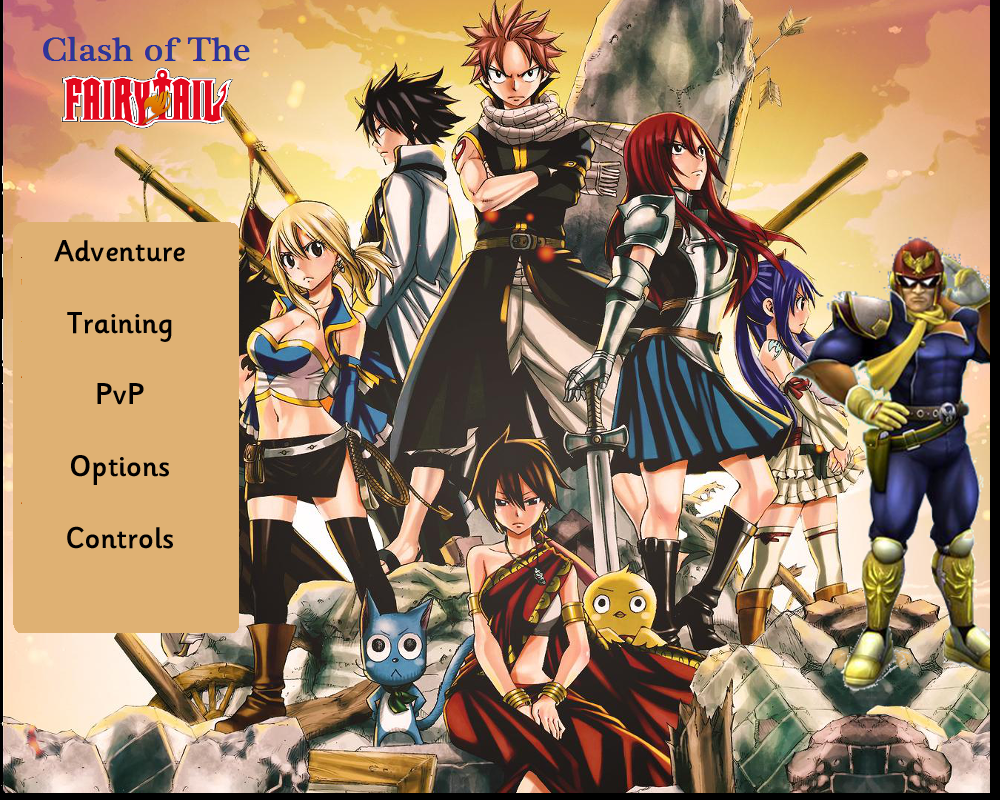 Clash of The
FAIRY TAIL
Adventure
Training
PvP
Options
Controls